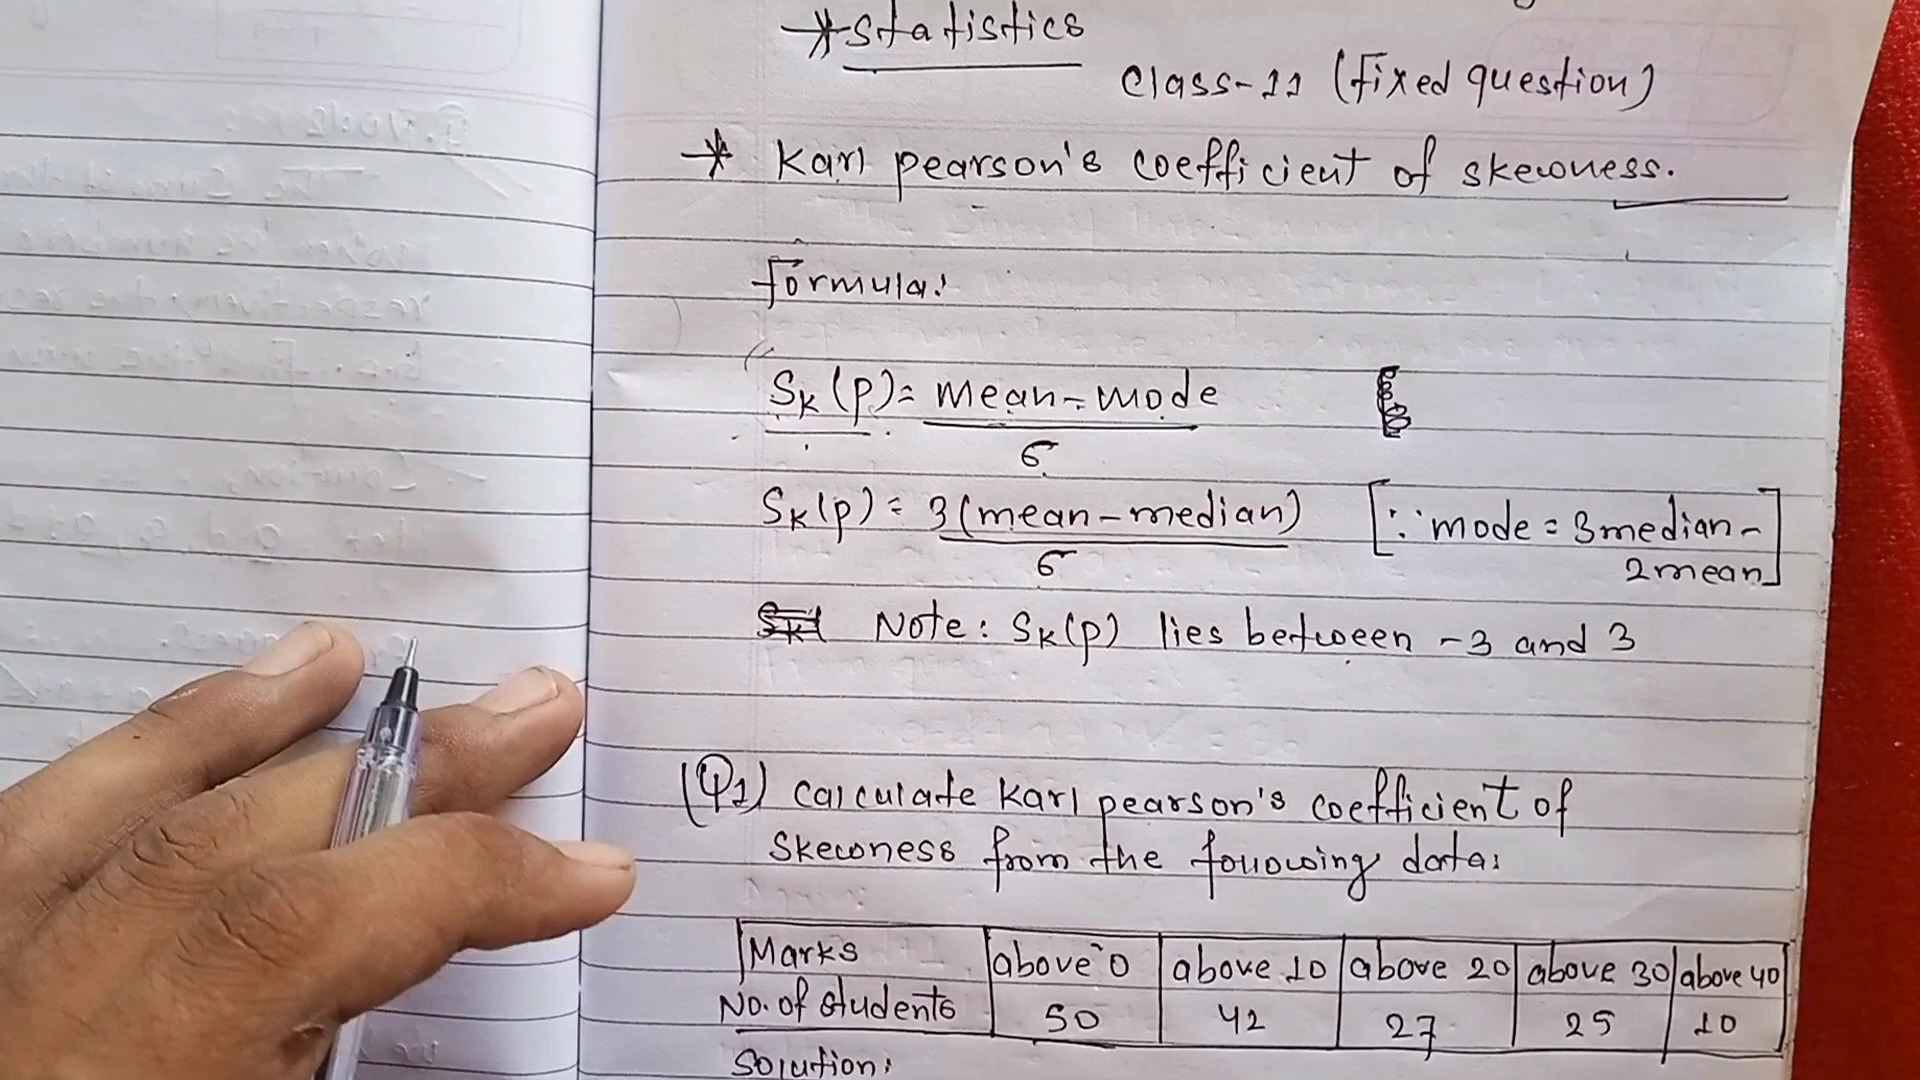 * Statistics
Class-11 (fixed question)
* Karl pearson's coefficient of skewness.
formula:
Sk(p) = mean - mode
σ
Sk(p) = 3(mean - median) [∵ mode = 3median -
σ 2mean]
Note: Sk(p) lies between -3 and 3
(Q1) calculate Karl pearson's coefficient of
skewness from the following data:
Marks above 0 above 10 above 20 above 30 above 40
No. of students 50 42 27 25 10
Solution: